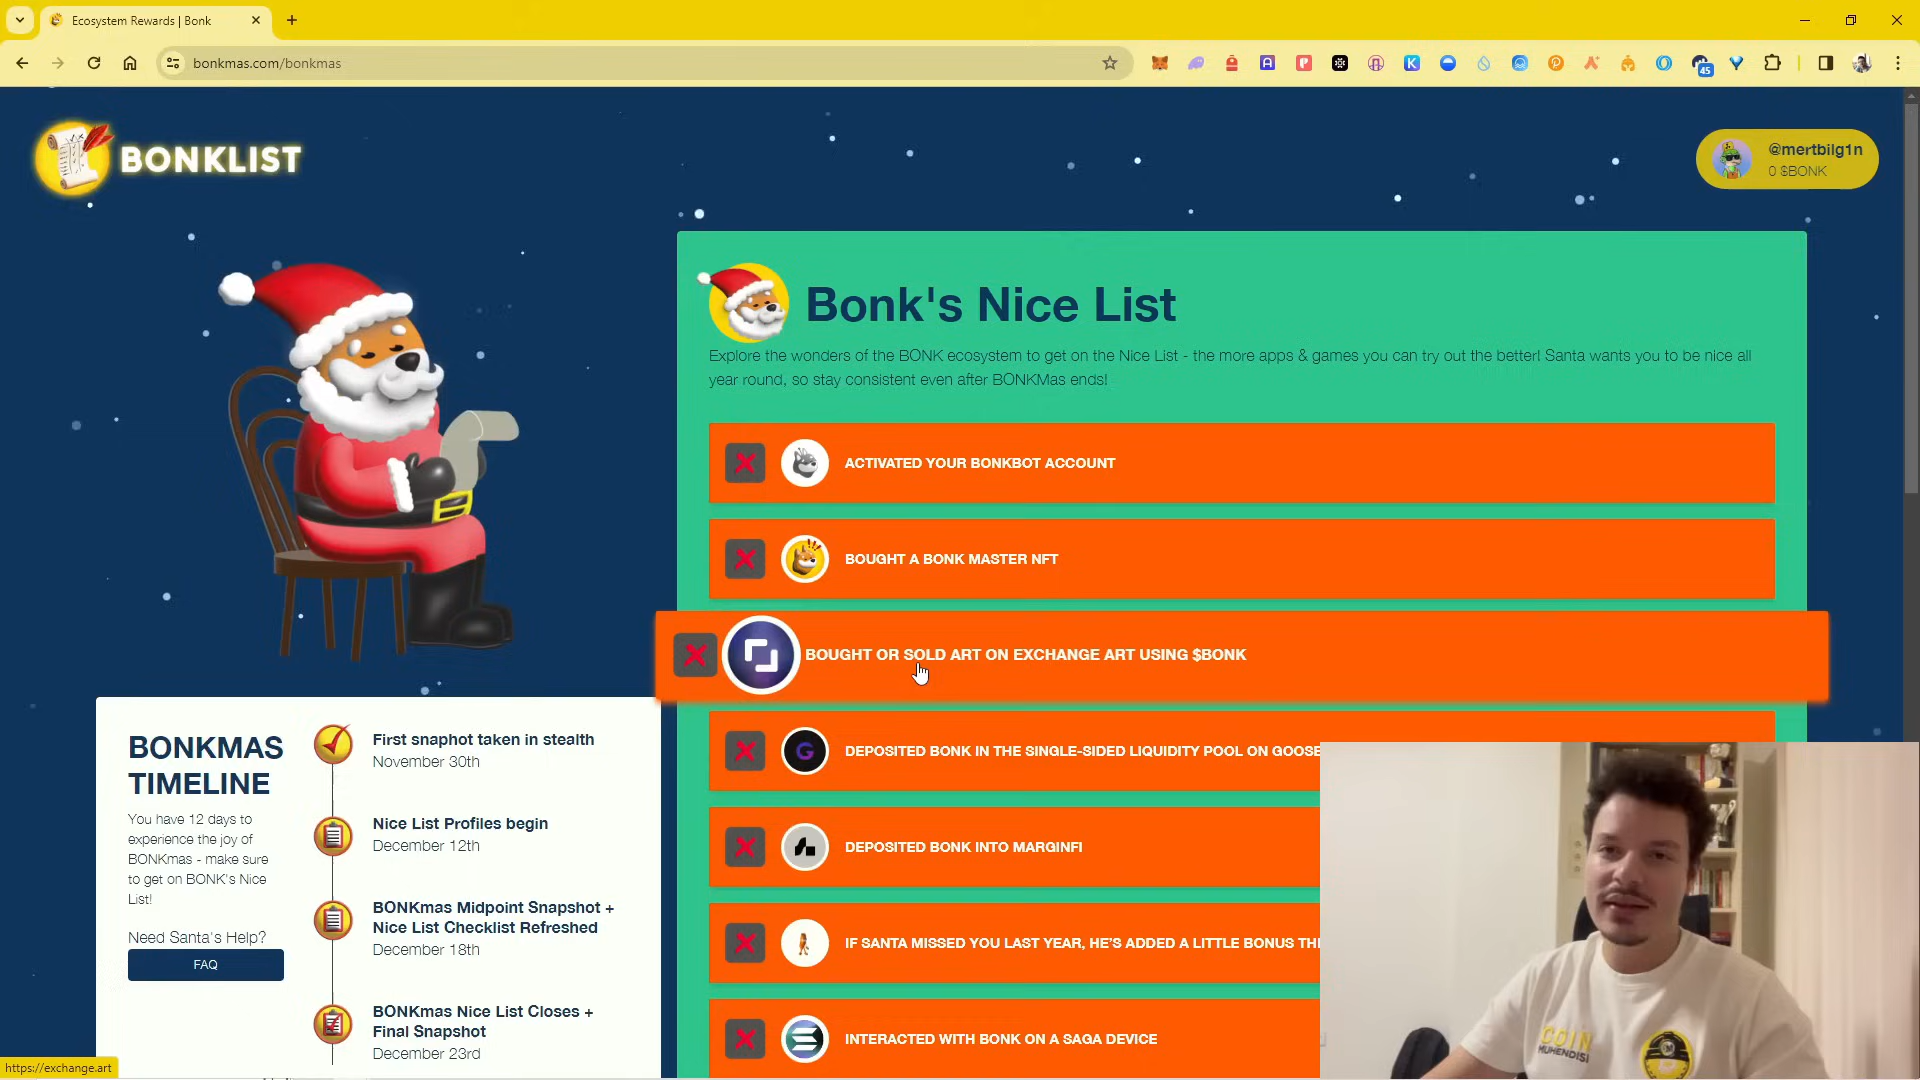 Ecosystem Rewards | Bonk
bonkmas.com/bonkmas
45
BONKLIST
@mertbilg1n
0 $BONK
Bonk's Nice List
Explore the wonders of the BONK ecosystem to get on the Nice List - the more apps & games you can try out the better! Santa wants you to be nice all
year round, so stay consistent even after BONKMas ends!
ACTIVATED YOUR BONKBOT ACCOUNT
BOUGHT A BONK MASTER NFT
BOUGHT OR SOLD ART ON EXCHANGE ART USING $BONK
DEPOSITED BONK IN THE SINGLE-SIDED LIQUIDITY POOL ON GOOSE
DEPOSITED BONK INTO MARGINFI
IF SANTA MISSED YOU LAST YEAR, HE'S ADDED A LITTLE BONUS
INTERACTED WITH BONK ON A SAGA DEVICE
BONKMAS
TIMELINE
You have 12 days to
experience the joy of
BONKmas - make sure
to get on BONK's Nice
List!
Need Santa's Help?
FAQ
First snaphot taken in stealth
November 30th
Nice List Profiles begin
December 12th
BONKmas Midpoint Snapshot +
Nice List Checklist Refreshed
December 18th
BONKmas Nice List Closes +
Final Snapshot
December 23rd
https://exchange.art
COIN
MUHENDISI